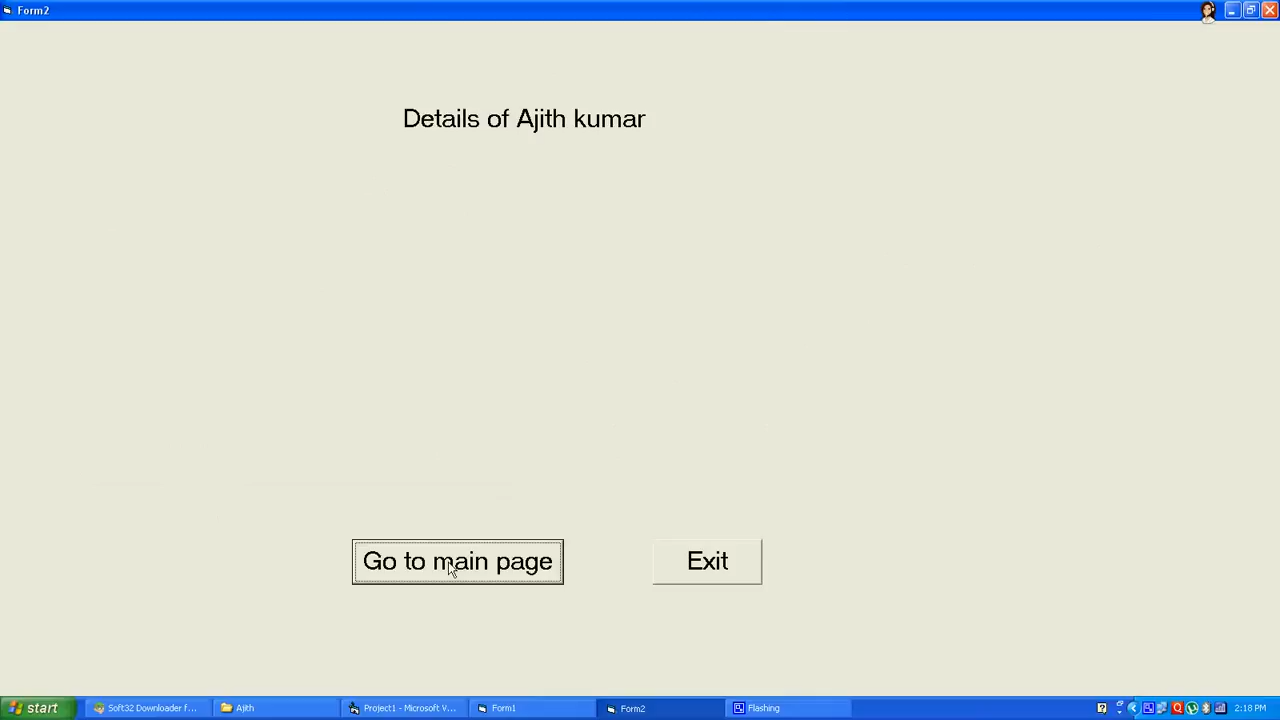 Form2
Details of Ajith kumar
Go to main page
Exit
start
Soft32 Downloader f...
Ajith
Project1 - Microsoft V...
Form1
Form2
Flashing
2:18 PM